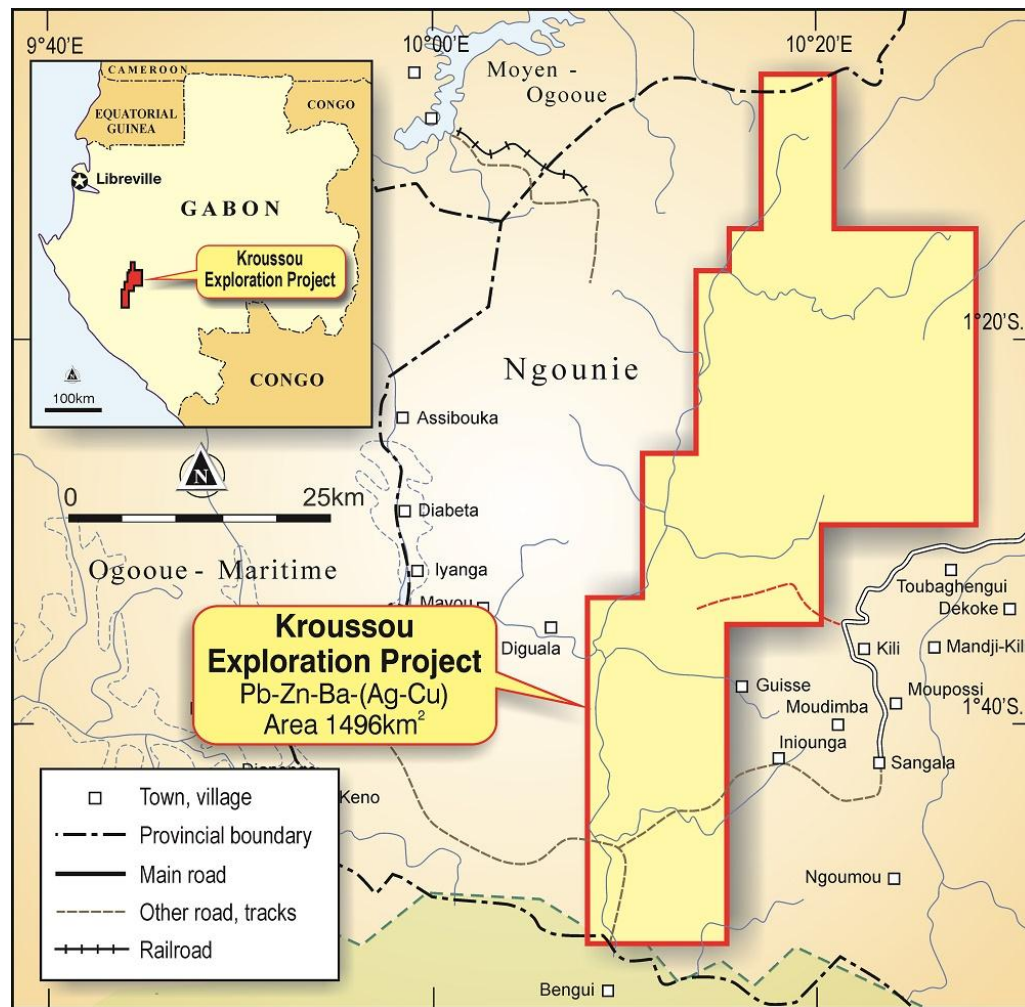 9°40’E
10°00’E
10°20’E
CAMEROON
EQUATORIAL
GUINEA
CONGO
Libreville
GABON
Kroussou
Exploration Project
CONGO
N
100km
Moyen -
Ogooue
1°20’S.
Ngounie
Assibouka
N
0
25km
Diabeta
Ogooue - Maritime
Iyanga
Mayou
Diguala
Toubaghengui
Dekoke
Kili
Mandji-Kil
Kroussou
Exploration Project
Pb-Zn-Ba-(Ag-Cu)
Area 1496km²
Guisse
Moupossi
Moudimba
1°40’S.
Iniounga
Sangala
Keno
Ngoumou
Bengui
Town, village
Provincial boundary
Main road
Other road, tracks
Railroad